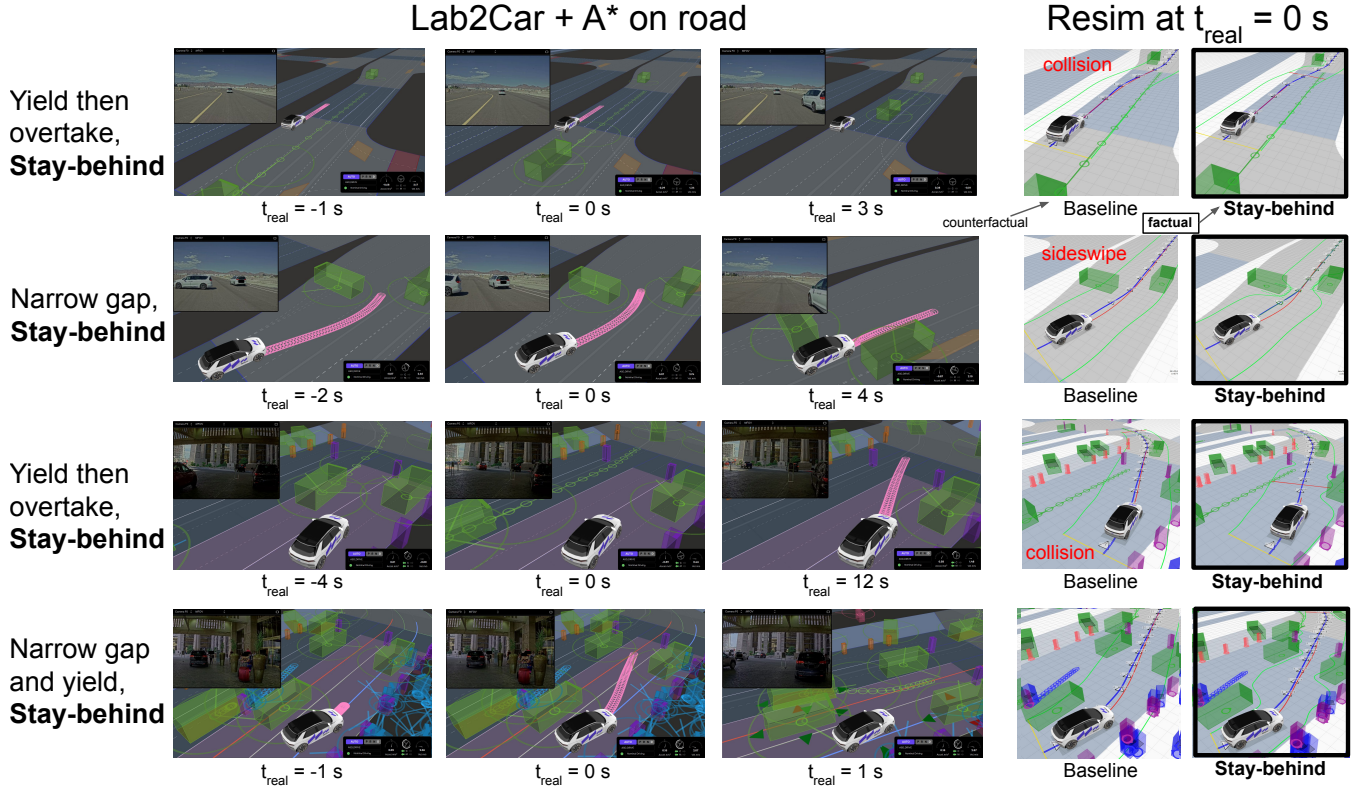 Lab2Car + A* on road
Resim at t_real = 0 s
Yield then
overtake,
Stay-behind
t_real = -1 s
t_real = 0 s
t_real = 3 s
collision
counterfactual
Baseline
factual
Stay-behind
Narrow gap,
Stay-behind
t_real = -2 s
t_real = 0 s
t_real = 4 s
sideswipe
Baseline
Stay-behind
Yield then
overtake,
Stay-behind
t_real = -4 s
t_real = 0 s
t_real = 12 s
collision
Baseline
Stay-behind
Narrow gap
and yield,
Stay-behind
t_real = -1 s
t_real = 0 s
t_real = 1 s
Baseline
Stay-behind